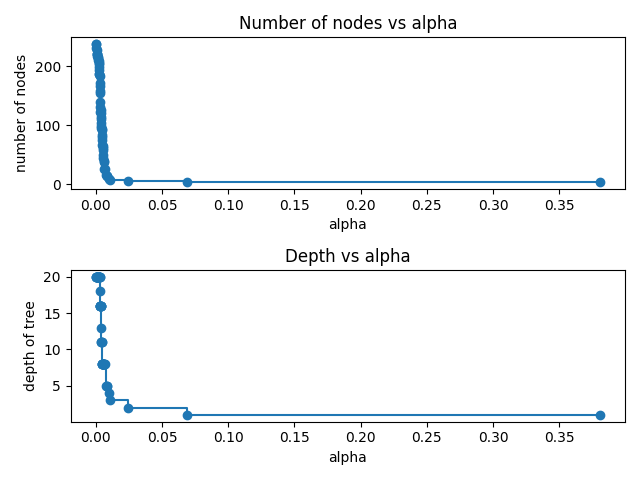 Number of nodes vs alpha
number of nodes
200
100
0
0.00 0.05 0.10 0.15 0.20 0.25 0.30 0.35
alpha
Depth vs alpha
depth of tree
20
15
10
5
0.00 0.05 0.10 0.15 0.20 0.25 0.30 0.35
alpha